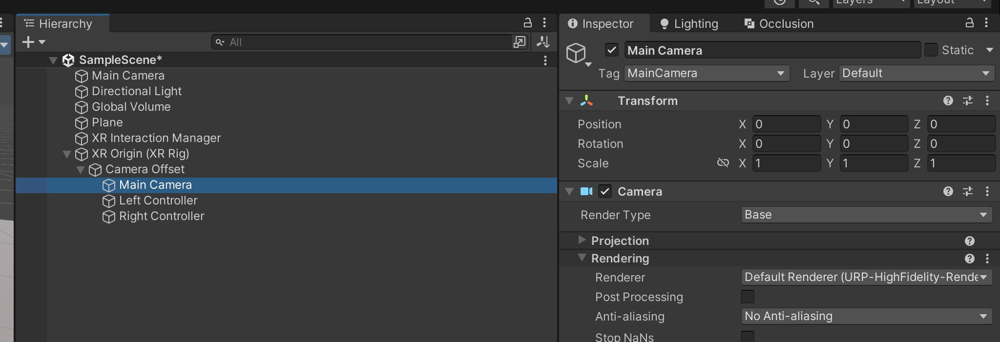 Layers
Layout
Hierarchy
All
SampleScene*
Main Camera
Directional Light
Global Volume
Plane
XR Interaction Manager
XR Origin (XR Rig)
Camera Offset
Main Camera
Left Controller
Right Controller
Inspector
Lighting
Occlusion
Main Camera
Static
Tag MainCamera Layer Default
Transform
Position X 0 Y 0 Z 0
Rotation X 0 Y 0 Z 0
Scale X 1 Y 1 Z 1
Camera
Render Type Base
Projection
Rendering
Renderer Default Renderer (URP-HighFidelity-Rende
Post Processing
Anti-aliasing No Anti-aliasing
Stop NaNs